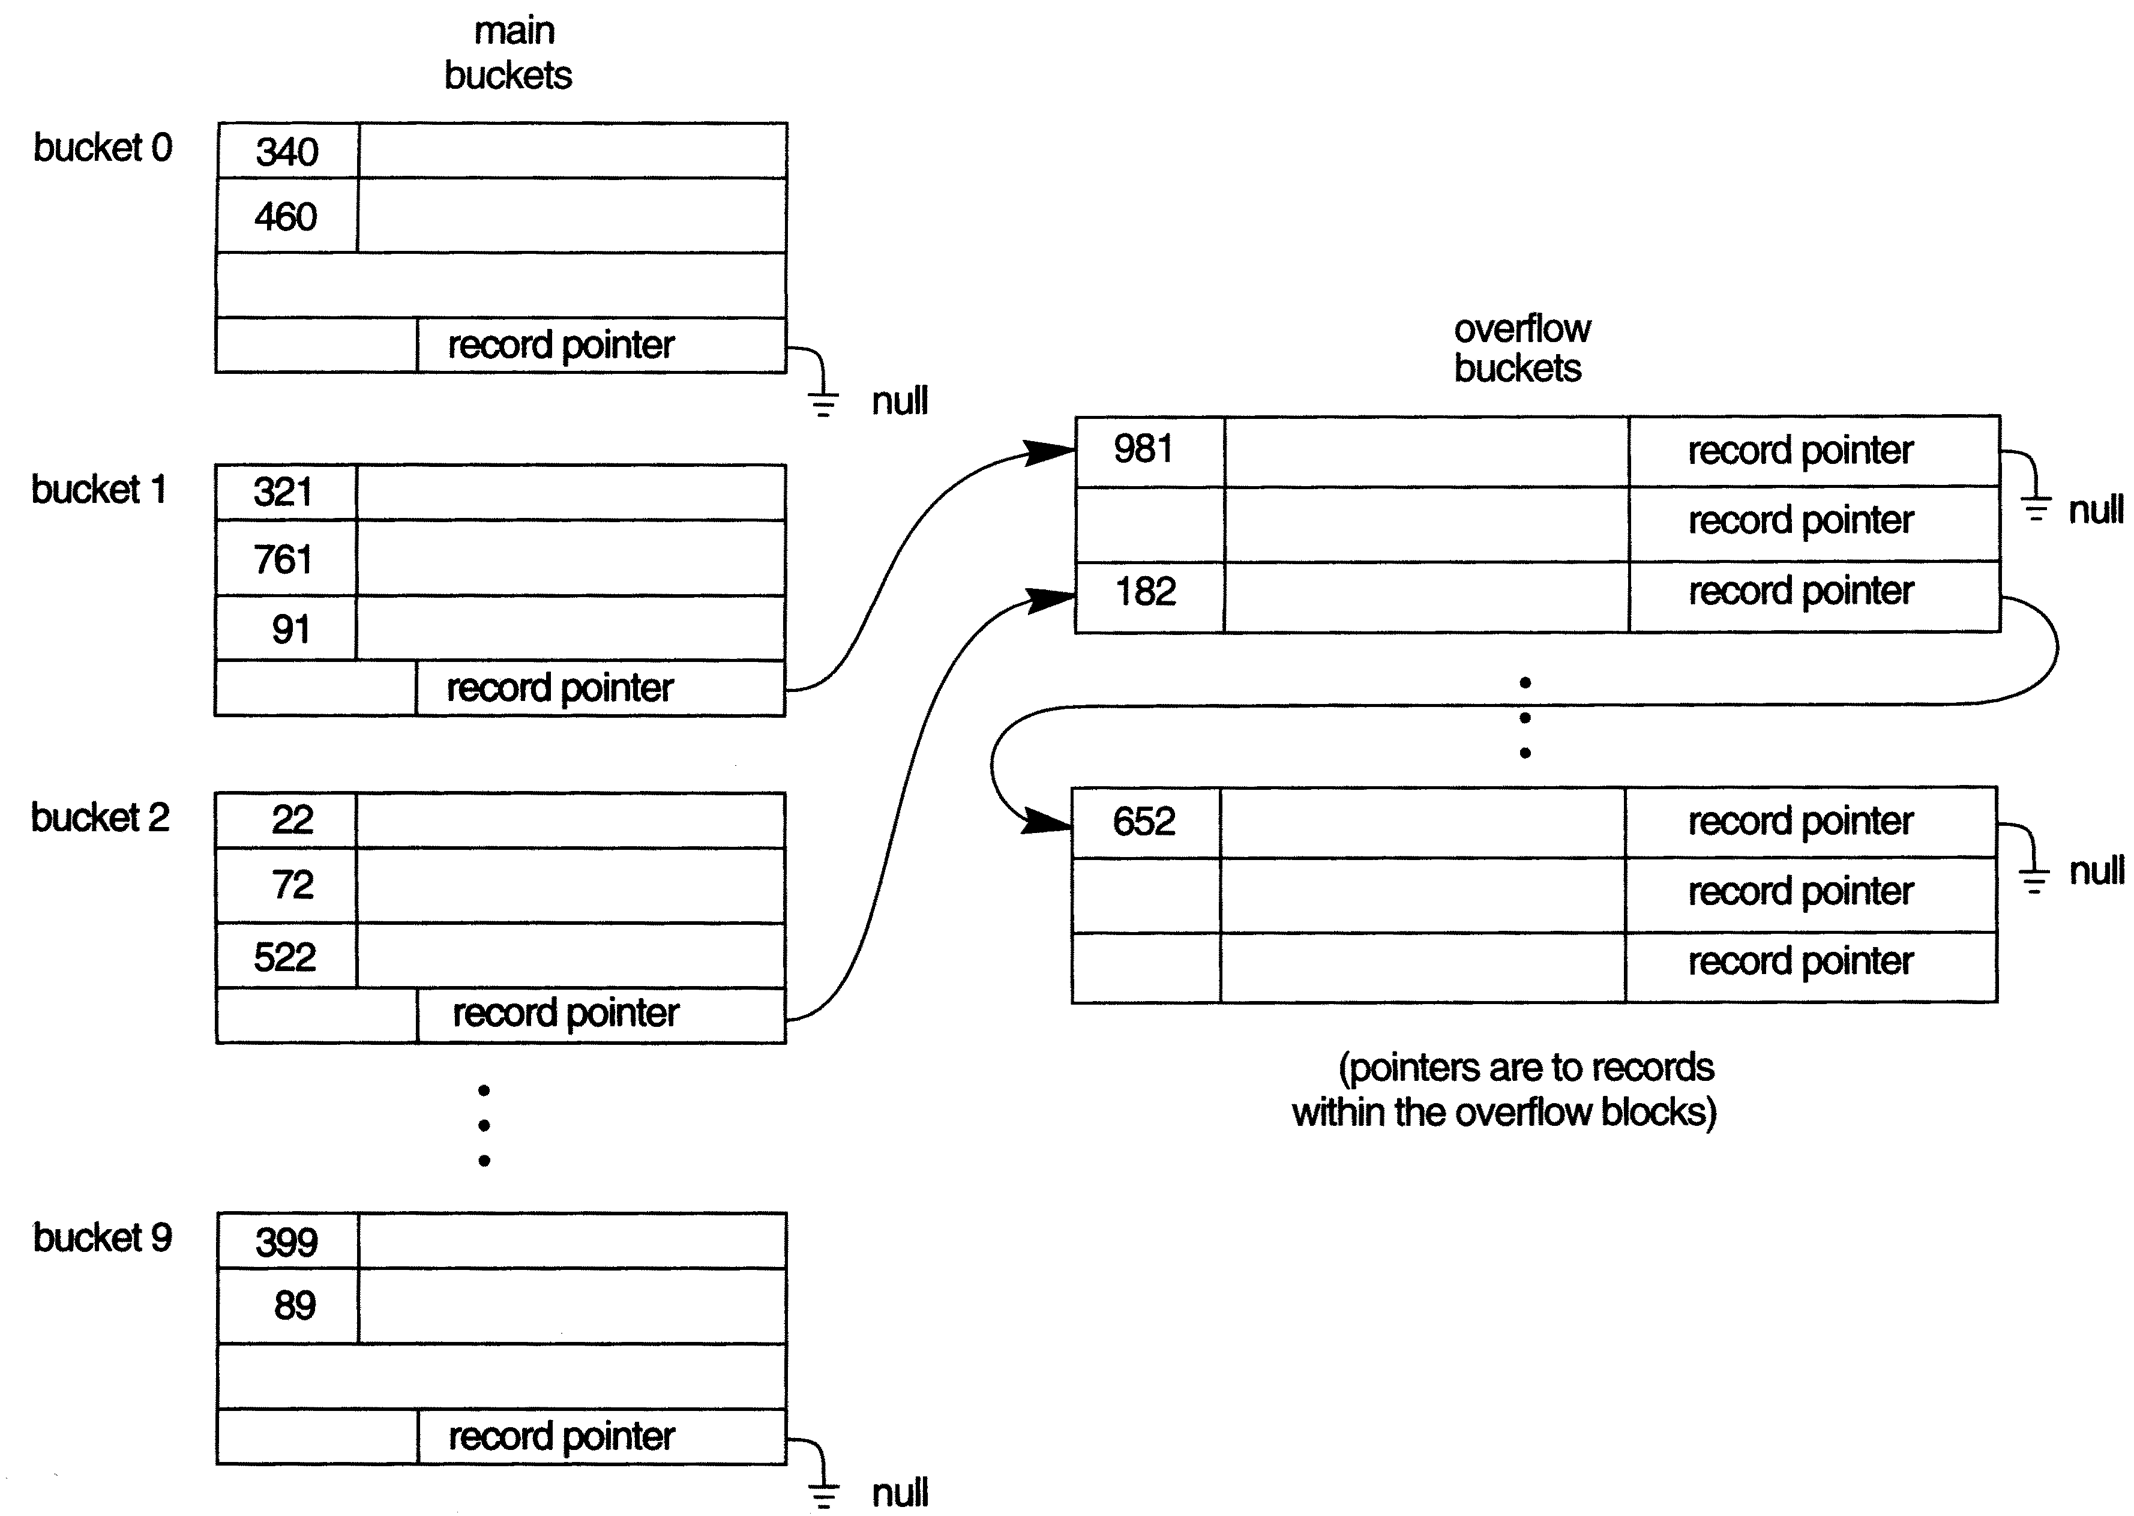 main
buckets
bucket 0
340
460
record pointer
null
bucket 1
321
761
91
record pointer
bucket 2
22
72
522
record pointer
bucket 9
399
89
record pointer
null
overflow
buckets
981
record pointer
null
record pointer
182
record pointer
652
record pointer
null
record pointer
record pointer
(pointers are to records
within the overflow blocks)